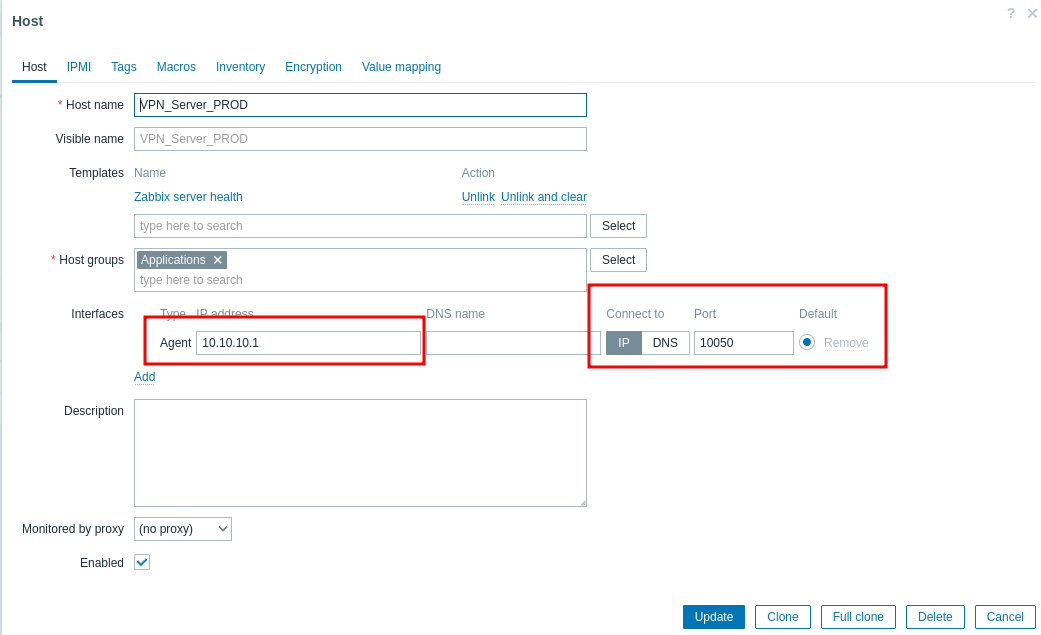 Host
?
Host IPMI Tags Macros Inventory Encryption Value mapping
* Host name VPN_Server_PROD
Visible name VPN_Server_PROD
Templates Name Action
Zabbix server health Unlink Unlink and clear
type here to search Select
* Host groups Applications Select
type here to search
Interfaces Type IP address DNS name Connect to Port Default
Agent 10.10.10.1 IP DNS 10050 Remove
Add
Description
Monitored by proxy (no proxy)
Enabled
Update Clone Full clone Delete Cancel